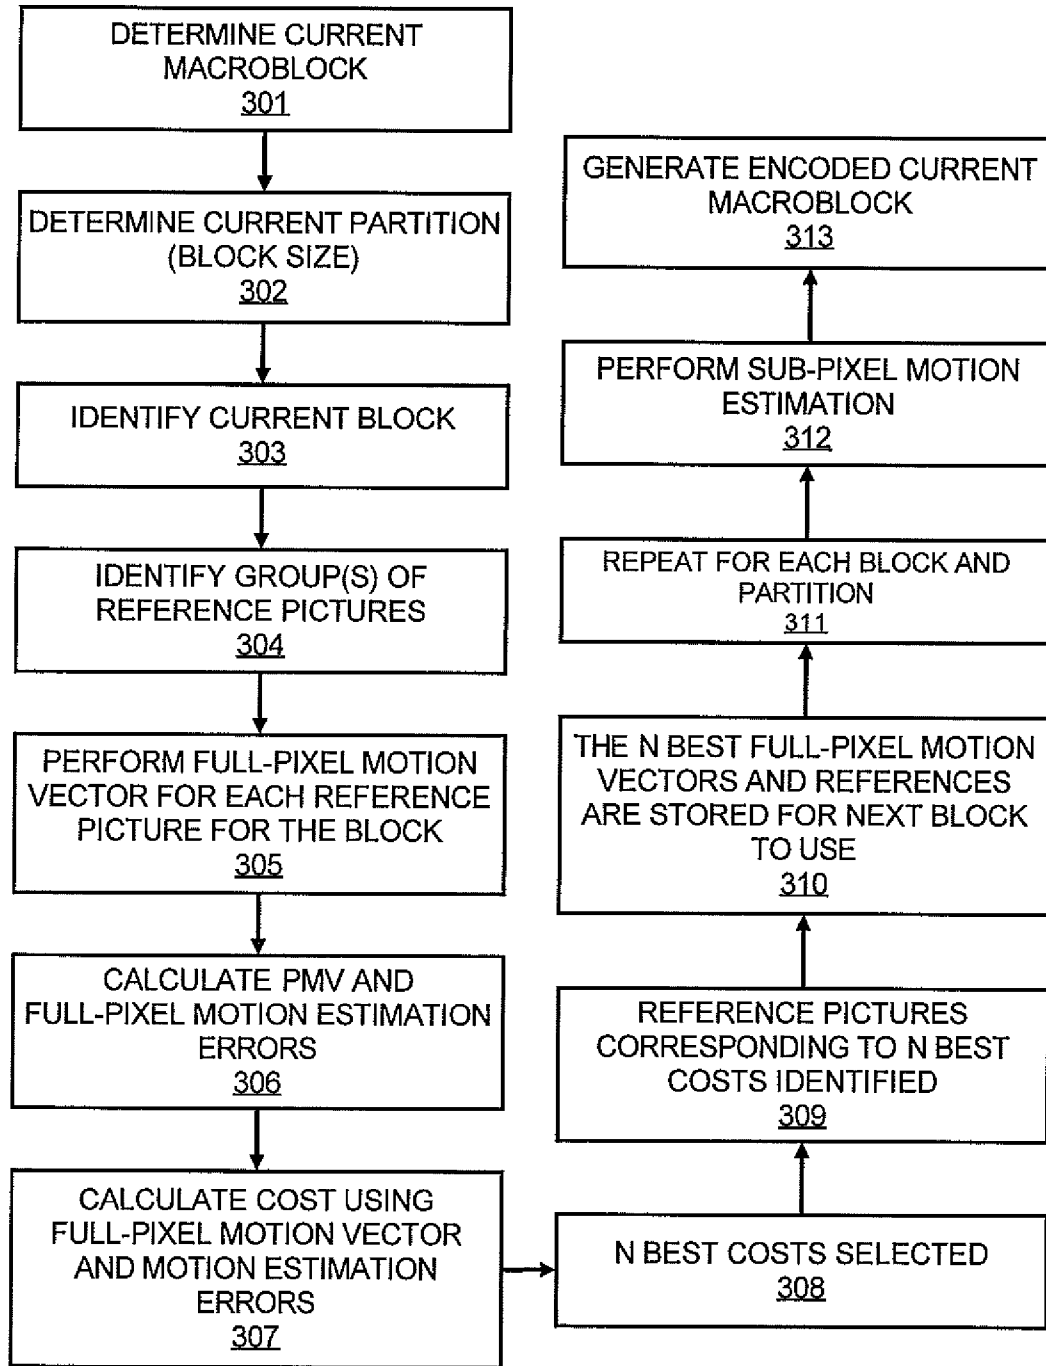 DETERMINE CURRENT
MACROBLOCK
301
DETERMINE CURRENT PARTITION
(BLOCK SIZE)
302
IDENTIFY CURRENT BLOCK
303
IDENTIFY GROUP(S) OF
REFERENCE PICTURES
304
PERFORM FULL-PIXEL MOTION
VECTOR FOR EACH REFERENCE
PICTURE FOR THE BLOCK
305
CALCULATE PMV AND
FULL-PIXEL MOTION ESTIMATION
ERRORS
306
CALCULATE COST USING
FULL-PIXEL MOTION VECTOR
AND MOTION ESTIMATION
ERRORS
307
N BEST COSTS SELECTED
308
REFERENCE PICTURES
CORRESPONDING TO N BEST
COSTS IDENTIFIED
309
THE N BEST FULL-PIXEL MOTION
VECTORS AND REFERENCES
ARE STORED FOR NEXT BLOCK
TO USE
310
REPEAT FOR EACH BLOCK AND
PARTITION
311
PERFORM SUB-PIXEL MOTION
ESTIMATION
312
GENERATE ENCODED CURRENT
MACROBLOCK
313